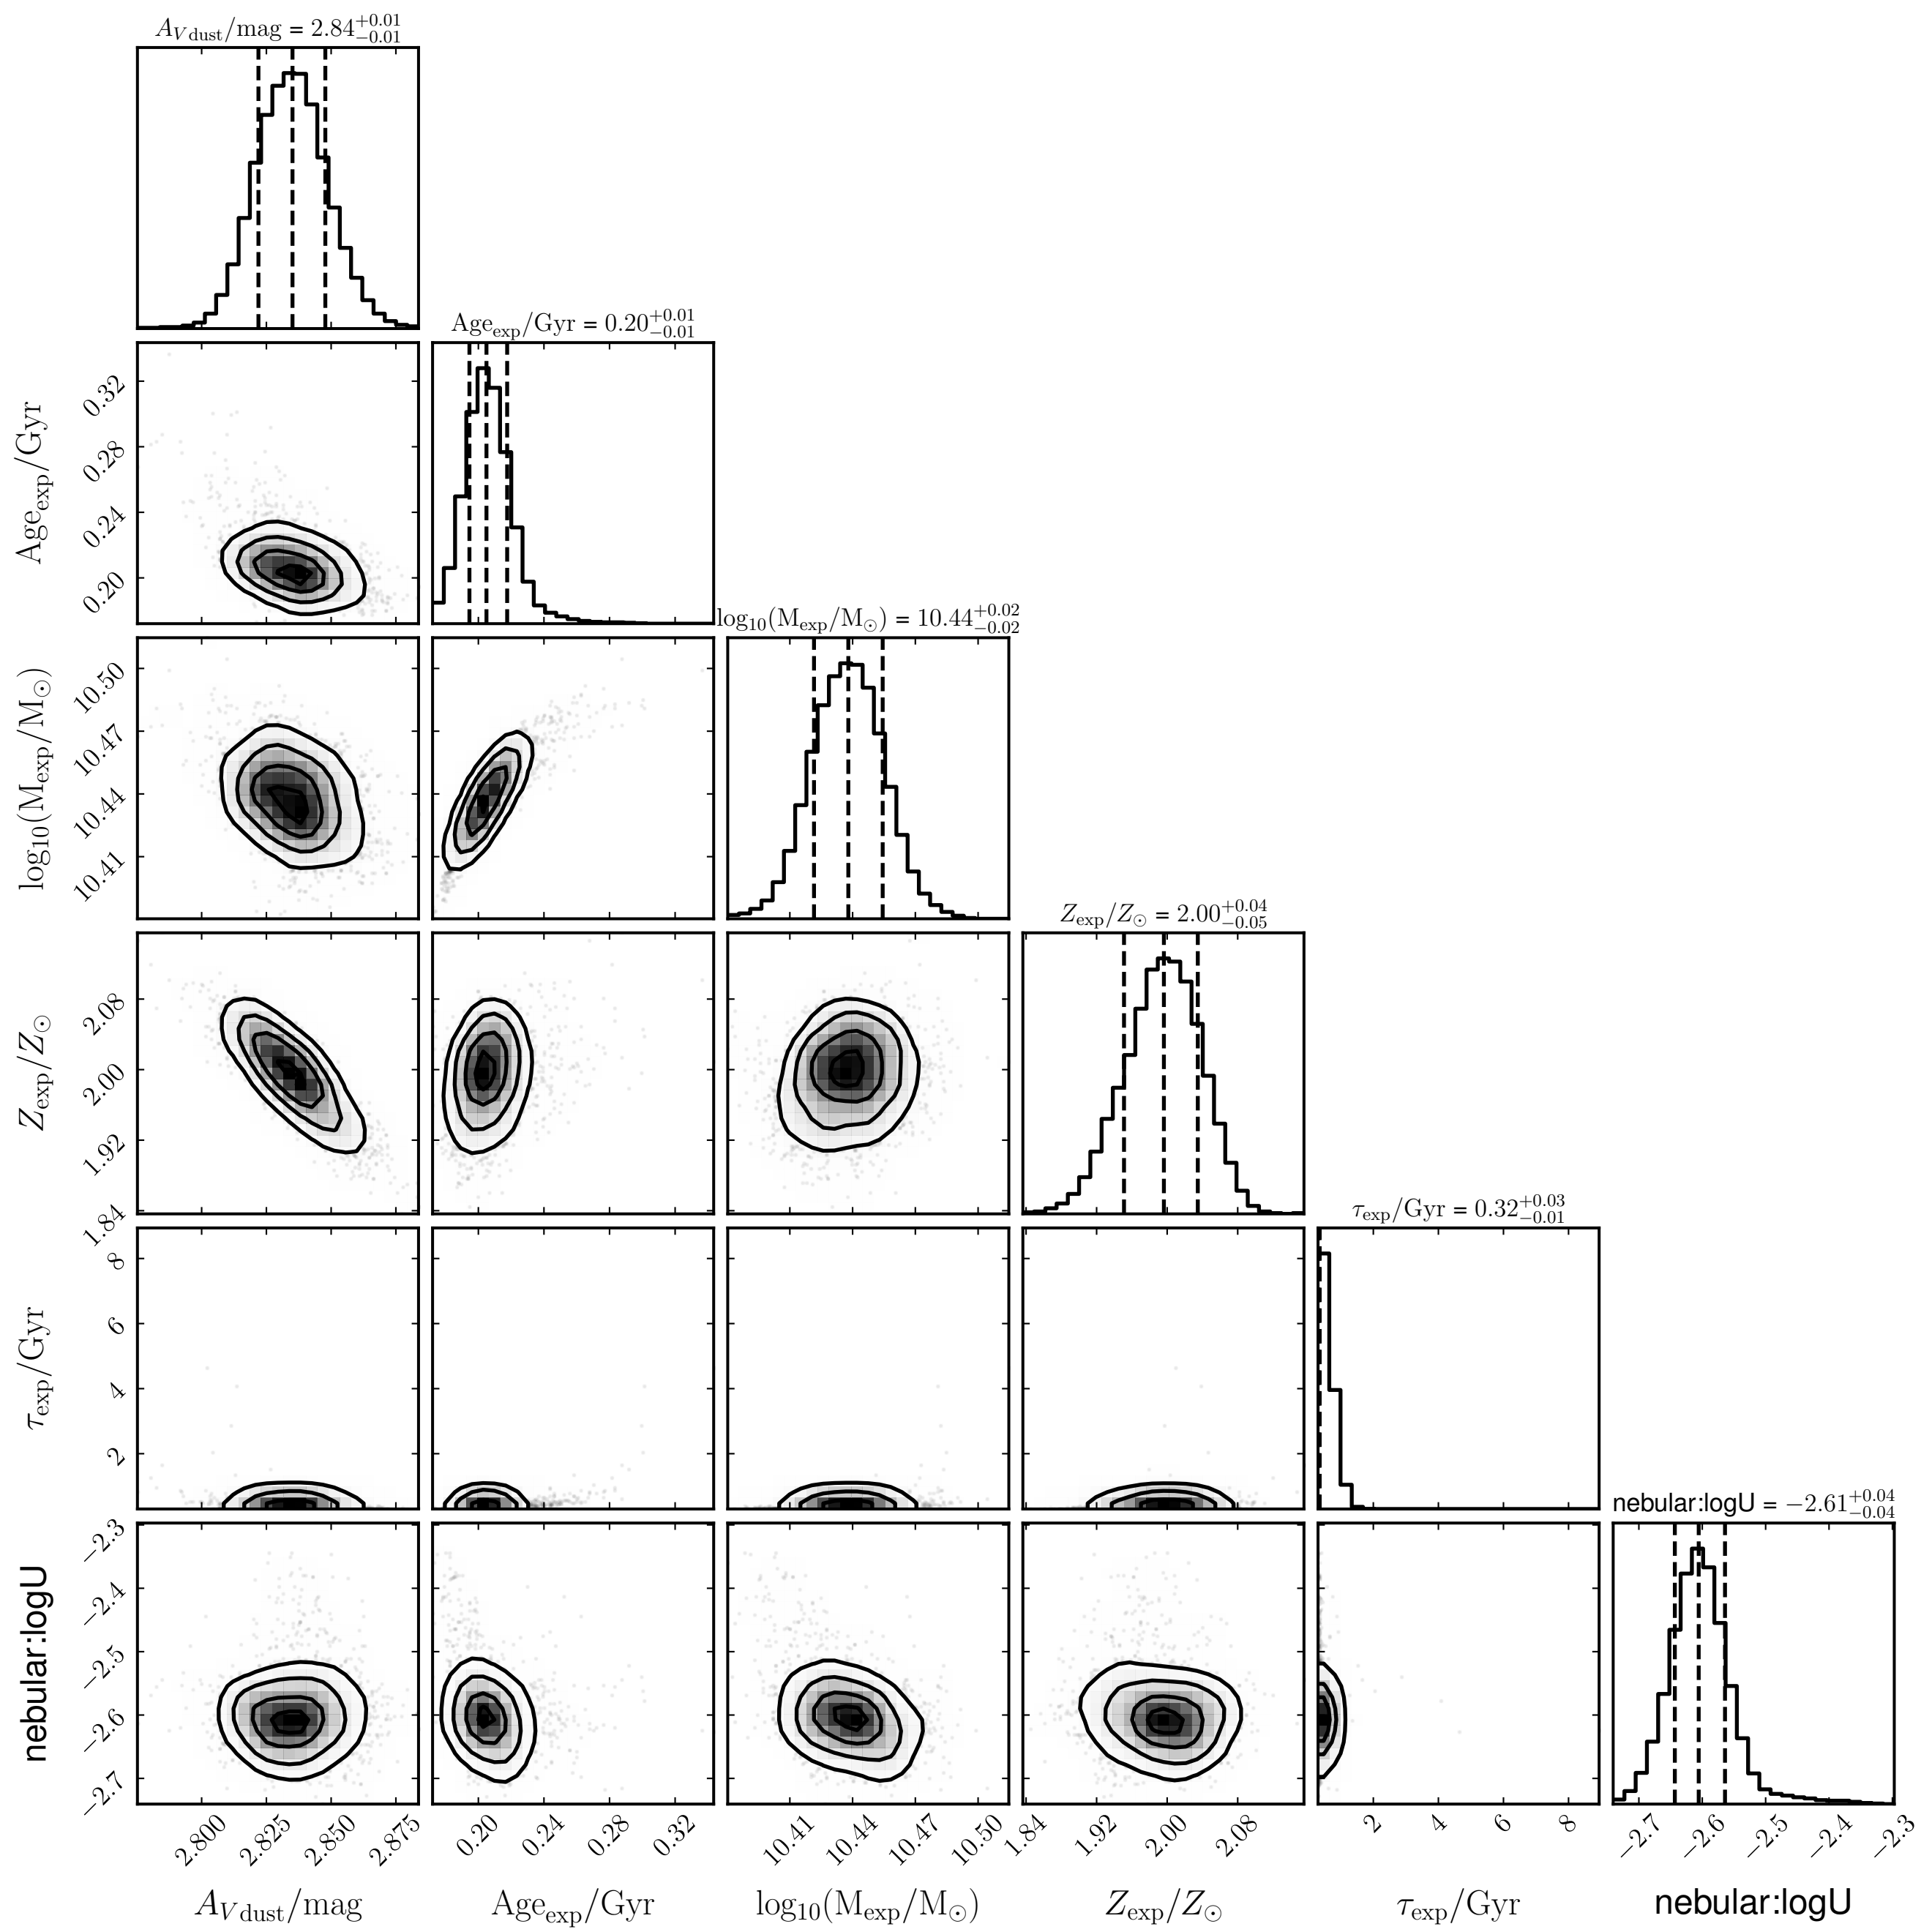 A_V dust/mag = 2.84 +0.01 −0.01
Age_exp/Gyr = 0.20 +0.01 −0.01
Age_exp/Gyr
0.32
0.28
0.24
0.20
log10(M_exp/M⊙) = 10.44 +0.02 −0.02
log10(M_exp/M⊙)
10.50
10.47
10.44
10.41
Z_exp/Z⊙ = 2.00 +0.04 −0.05
Z_exp/Z⊙
2.08
2.00
1.92
1.84
τ_exp/Gyr = 0.32 +0.03 −0.01
τ_exp/Gyr
8
6
4
2
nebular:logU = −2.61 +0.04 −0.04
nebular:logU
−2.3
−2.4
−2.5
−2.6
−2.7
2.800 2.825 2.850 2.875 0.20 0.24 0.28 0.32 10.41 10.44 10.47 10.50 1.84 1.92 2.00 2.08 2 4 6 8 −2.7 −2.6 −2.5 −2.4 −2.3
A_V dust/mag Age_exp/Gyr log10(M_exp/M⊙) Z_exp/Z⊙ τ_exp/Gyr nebular:logU